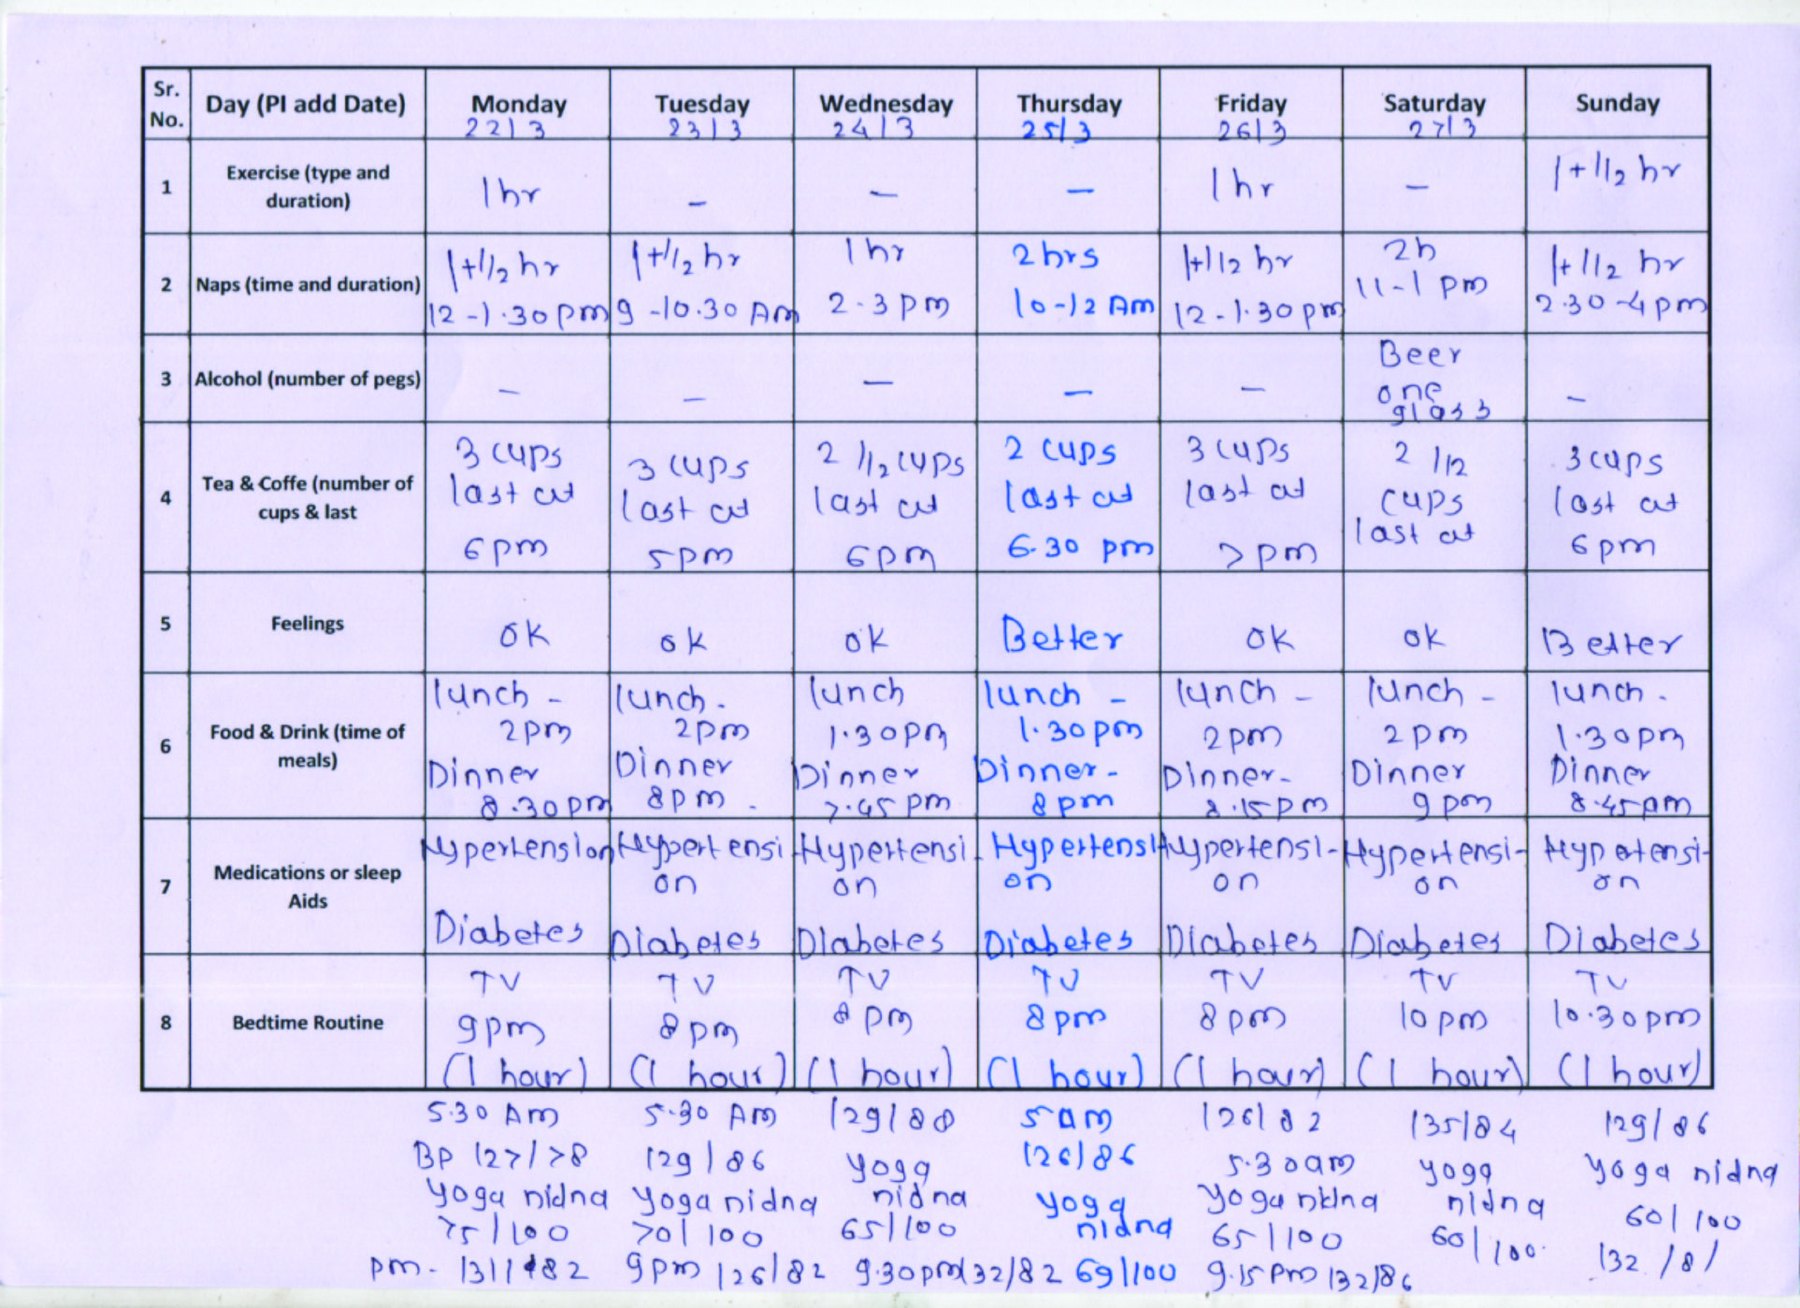 Sr. No. Day (Pl add Date) Monday Tuesday Wednesday Thursday Friday Saturday Sunday
22/3 23/3 24/3 25/3 26/3 27/3
1 Exercise (type and duration) 1hr - - - 1hr - 1+1/2 hr
2 Naps (time and duration) 1+1/2 hr 1+1/2 hr 1hr 2hrs 1+1/2 hr 2h 1+1/2 hr
12-1.30pm 9-10.30 AM 2-3pm 10-12 AM 12-1.30pm 11-1 pm 2.30-4pm
3 Alcohol (number of pegs) - - - - - Beer one glass -
4 Tea & Coffe (number of cups & last 3 cups 3 cups 2 1/2 cups 2 cups 3 cups 2 1/2 cups 3 cups
last at last at last at last at last at last at last at
6pm 5pm 6pm 6.30 pm 7pm 6pm
5 Feelings ok ok ok Better ok ok Better
6 Food & Drink (time of meals) lunch - lunch - lunch lunch - lunch - lunch - lunch -
2pm 2pm 1.30pm 1.30pm 2pm 2pm 1.30pm
Dinner Dinner Dinner Dinner- Dinner- Dinner Dinner
8.30pm 8pm. 7.45pm 8pm 8.15pm 9pm 8.45pm
7 Medications or sleep Aids Hypertension Hypertension Hypertension Hypertension Hypertensi-on Hypertensi-on Hypotensi-on
Diabetes Diabetes Diabetes Diabetes Diabetes Diabetes Diabetes
8 Bedtime Routine TV TV TV TV TV TV TV
9pm 8pm 8pm 8pm 8pm 10pm 10.30pm
(1 hour) (1 hour) (1 hour) (1 hour) (1 hour) (1 hour) (1 hour)
5.30 AM 5.30 AM 129/88 5am 126/82 135/84 129/86
BP 127/78 129/86 yoga 126/86 5.30am yoga yoga nidna
yoga nidna yoga nidna nidna yoga nidna yoga nidna nidna 60/100
75/100 70/100 65/100 65/100 60/100. 132/81
pm- 131/82 9pm 126/82 9.30pm 132/82 69/100 9.15pm 132/86